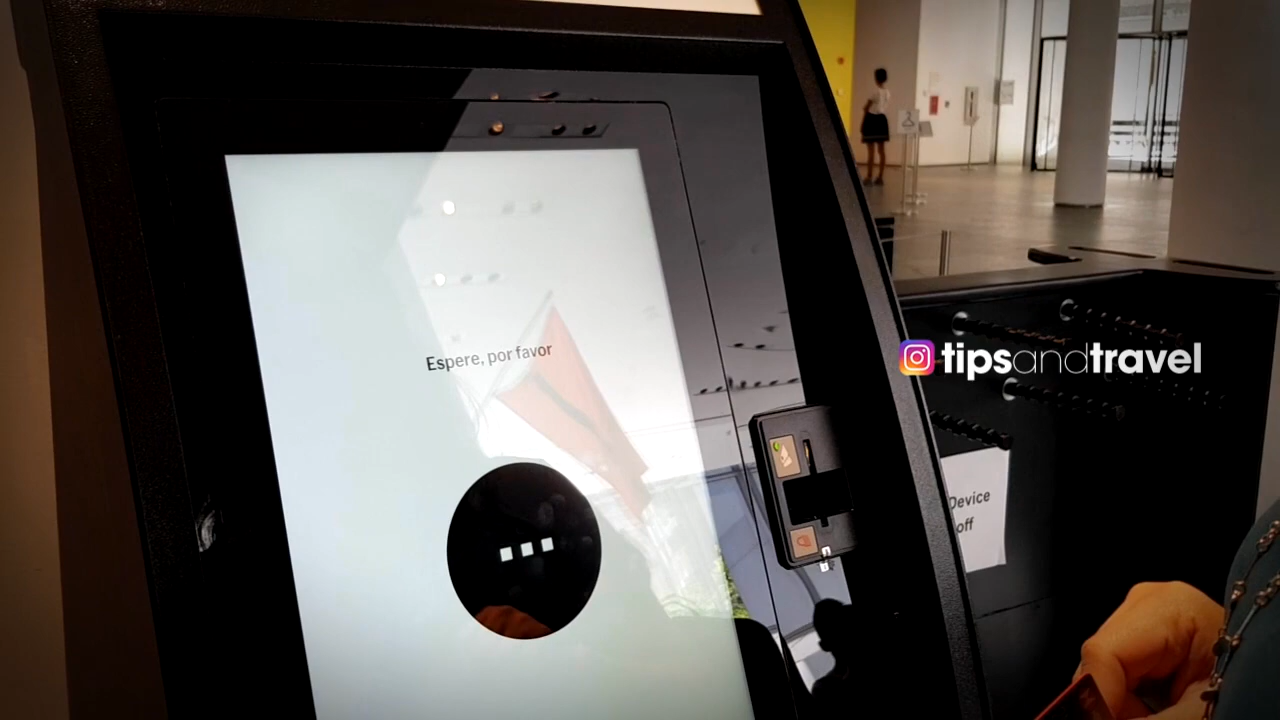 Espere, por favor
tipsandtravel
Device
off